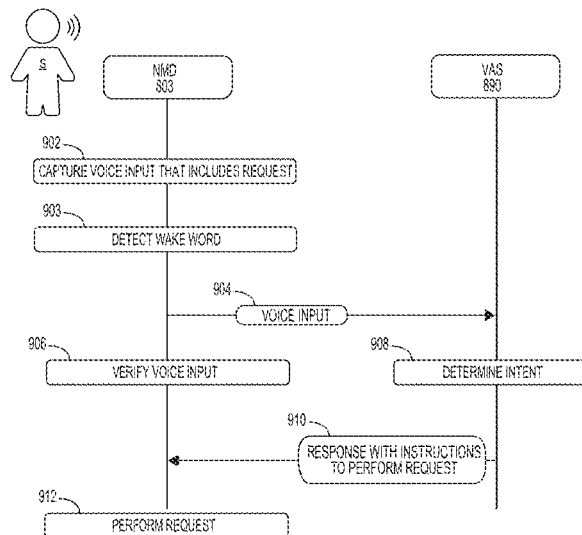 S
NMD
803
VAS
890
902
CAPTURE VOICE INPUT THAT INCLUDES REQUEST
903
DETECT WAKE WORD
904
VOICE INPUT
906
VERIFY VOICE INPUT
908
DETERMINE INTENT
910
RESPONSE WITH INSTRUCTIONS
TO PERFORM REQUEST
912
PERFORM REQUEST